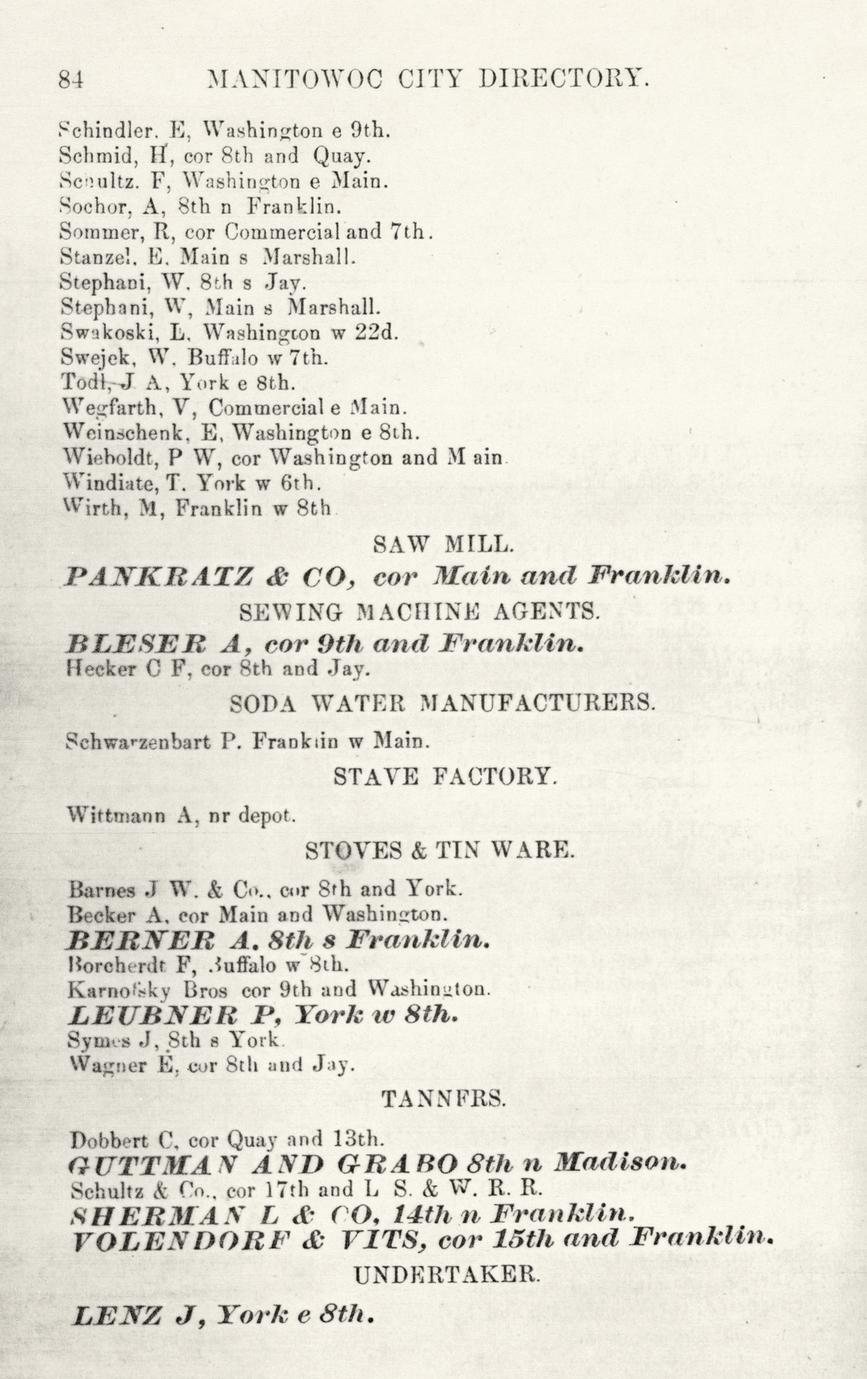 84 MANITOWOC CITY DIRECTORY.
Schindler. E, Washington e 9th.
Schmid, H, cor 8th and Quay.
Schultz. F, Washington e Main.
Sochor, A, 8th n Franklin.
Sommer, R, cor Commercial and 7th.
Stanzel. E. Main s Marshall.
Stephani, W. 8th s Jay.
Stephani, W, Main s Marshall.
Swakoski, L. Washington w 22d.
Swejek, W. Buffalo w 7th.
Todl, J A, York e 8th.
Wegfarth, V, Commercial e Main.
Weinschenk, E, Washington e 8th.
Wieboldt, P W, cor Washington and Main
Windiate, T. York w 6th.
Wirth, M, Franklin w 8th
SAW MILL.
PANKRATZ & CO, cor Main and Franklin.
SEWING MACHINE AGENTS.
BLESER A, cor 9th and Franklin.
Hecker C F, cor 8th and Jay.
SODA WATER MANUFACTURERS.
Schwarzenbart P. Franklin w Main.
STAVE FACTORY.
Wittmann A, nr depot.
STOVES & TIN WARE.
Barnes J W. & Co., cor 8th and York.
Becker A, cor Main and Washington.
BERNER A. 8th s Franklin.
Borcherdt F, Buffalo w 8th.
Karnofsky Bros cor 9th and Washington.
LEUBNER P, York w 8th.
Symes J, 8th s York.
Wagner E, cor 8th and Jay.
TANNERS.
Dobbert C, cor Quay and 13th.
GUTTMAN AND GRABO 8th n Madison.
Schultz & Co., cor 17th and L S. & W. R. R.
SHERMAN L & CO, 14th n Franklin.
VOLENDORF & VITS, cor 15th and Franklin.
UNDERTAKER.
LENZ J, York e 8th.